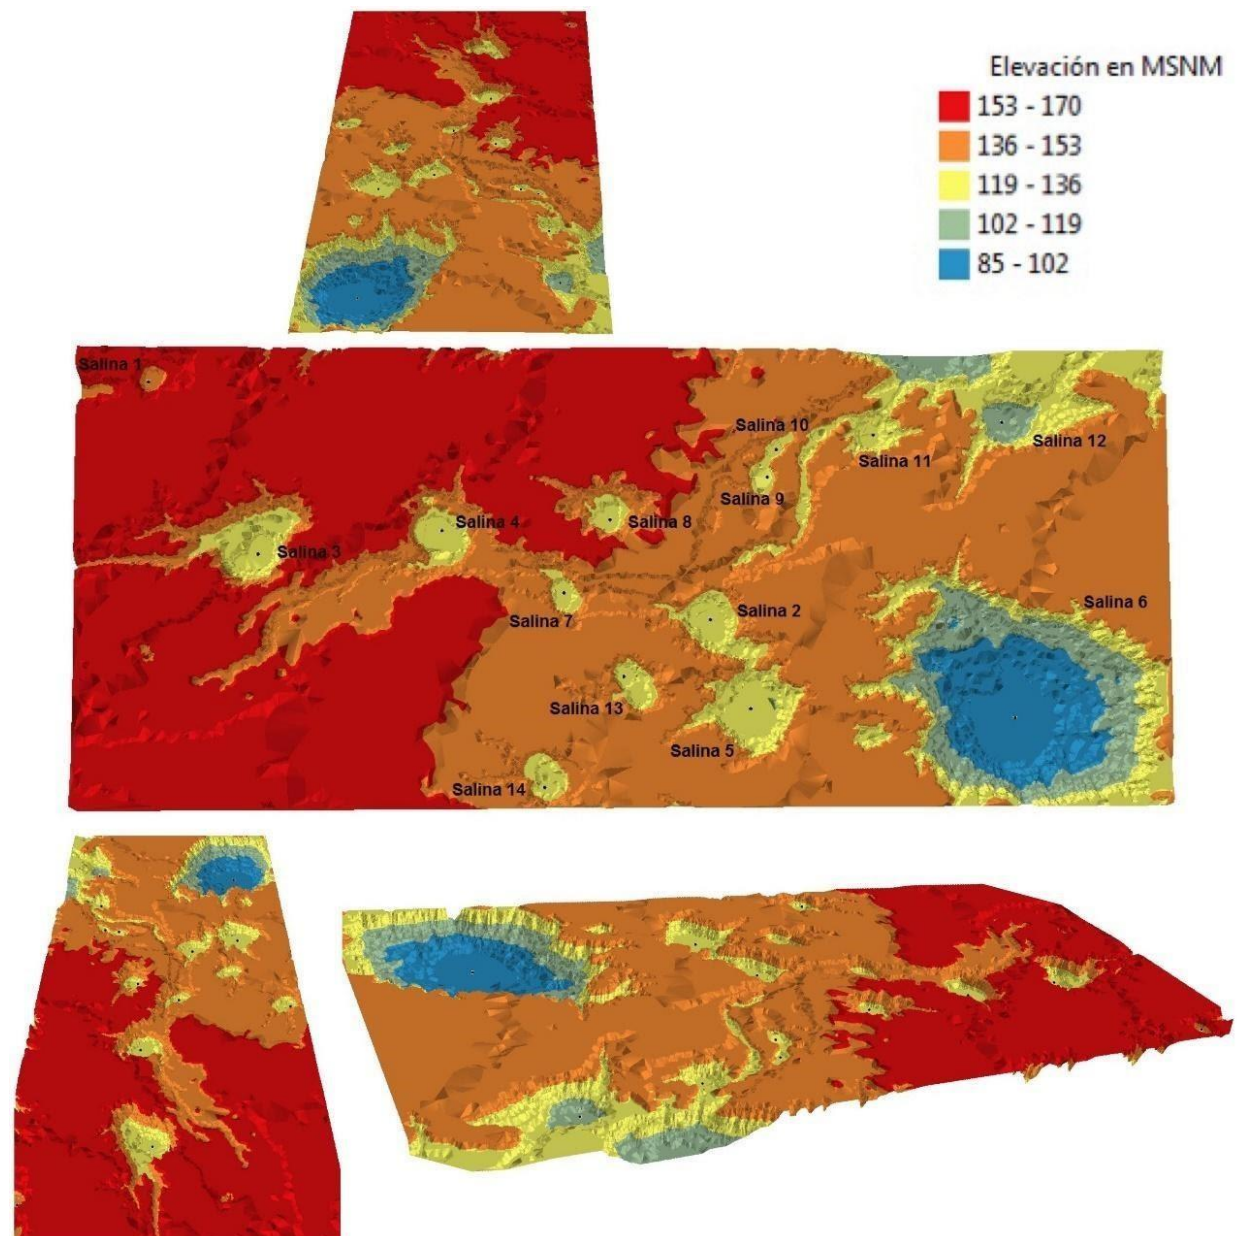 Elevación en MSNM
153 - 170
136 - 153
119 - 136
102 - 119
85 - 102
Salina 1
Salina 10
Salina 12
Salina 11
Salina 9
Salina 4
Salina 8
Salina 3
Salina 6
Salina 2
Salina 7
Salina 13
Salina 5
Salina 14